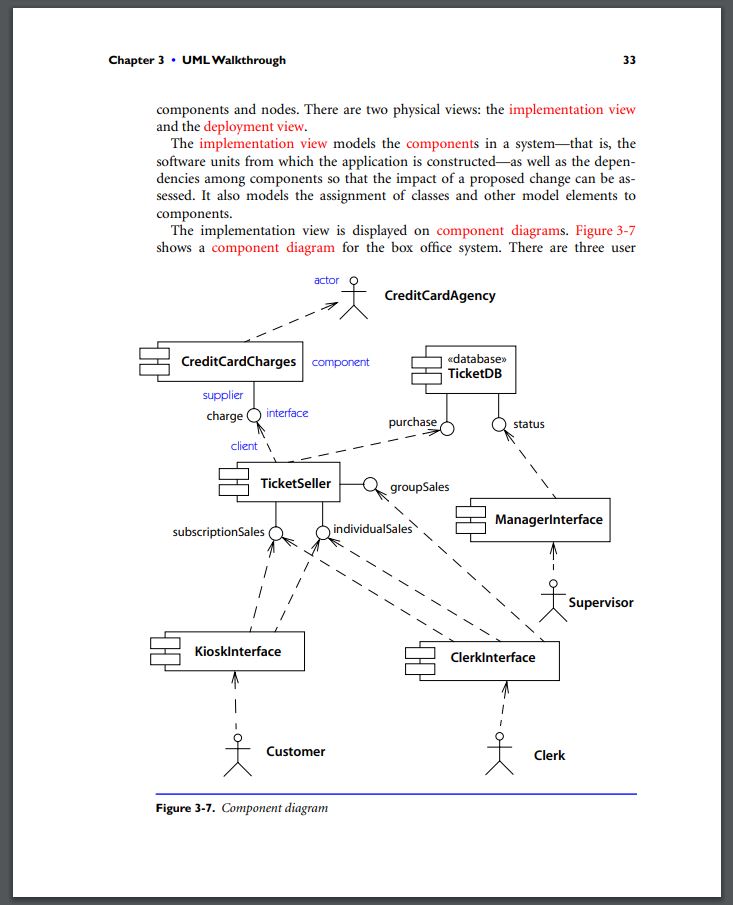 Chapter 3 • UML Walkthrough 33
components and nodes. There are two physical views: the implementation view
and the deployment view.
The implementation view models the components in a system—that is, the
software units from which the application is constructed—as well as the depen-
dencies among components so that the impact of a proposed change can be as-
sessed. It also models the assignment of classes and other model elements to
components.
The implementation view is displayed on component diagrams. Figure 3-7
shows a component diagram for the box office system. There are three user
actor
CreditCardAgency
CreditCardCharges
component
«database»
TicketDB
supplier
charge
interface
purchase
status
client
TicketSeller
groupSales
ManagerInterface
subscriptionSales
individualSales
Supervisor
KioskInterface
ClerkInterface
Customer
Clerk
Figure 3-7. Component diagram